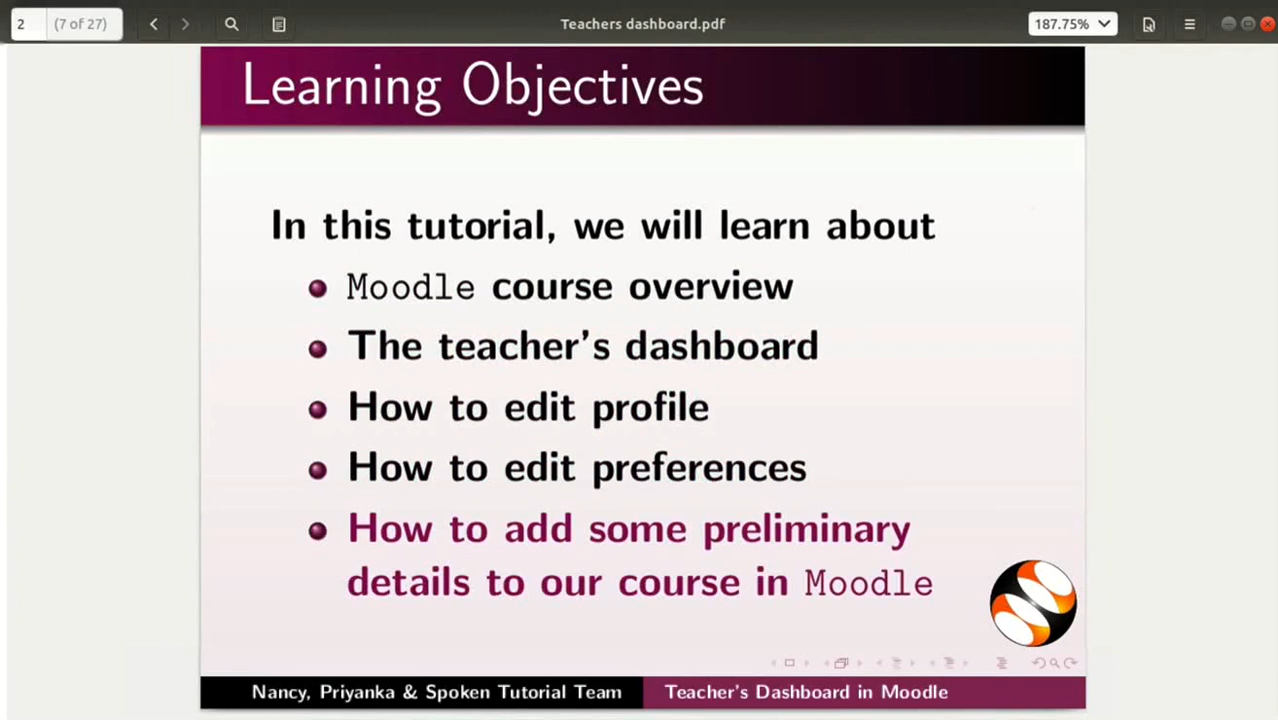 2 (7 of 27) Teachers dashboard.pdf 187.75%
Learning Objectives
In this tutorial, we will learn about
Moodle course overview
The teacher's dashboard
How to edit profile
How to edit preferences
How to add some preliminary
details to our course in Moodle
Nancy, Priyanka & Spoken Tutorial Team Teacher's Dashboard in Moodle